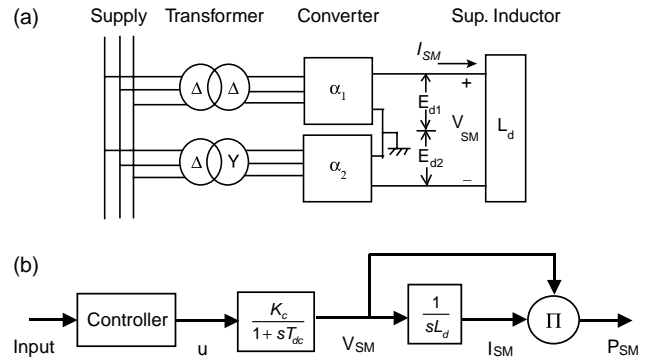 (a)
Supply Transformer Converter Sup. Inductor
I_SM
Δ Δ α₁ + E_d1
V_SM L_d
Δ Y α₂ E_d2 –
(b)
Input Controller u K_c / 1 + sT_dc V_SM 1 / sL_d I_SM Π P_SM